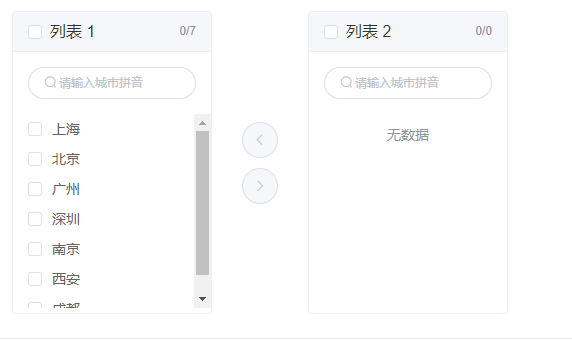 列表 1 0/7
请输入城市拼音
上海
北京
广州
深圳
南京
西安
成都
列表 2 0/0
请输入城市拼音
无数据